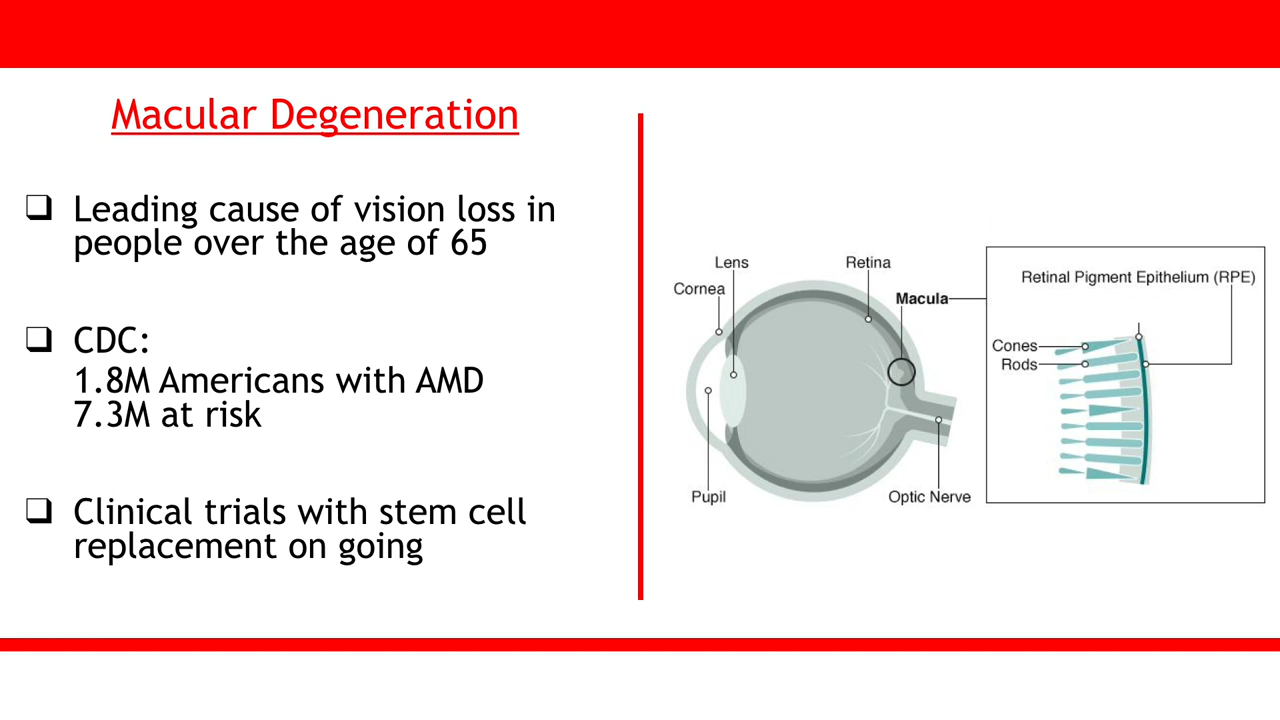 Macular Degeneration
❑ Leading cause of vision loss in
people over the age of 65
❑ CDC:
1.8M Americans with AMD
7.3M at risk
❑ Clinical trials with stem cell
replacement on going
Lens
Retina
Cornea
Macula
Pupil
Optic Nerve
Retinal Pigment Epithelium (RPE)
Cones
Rods